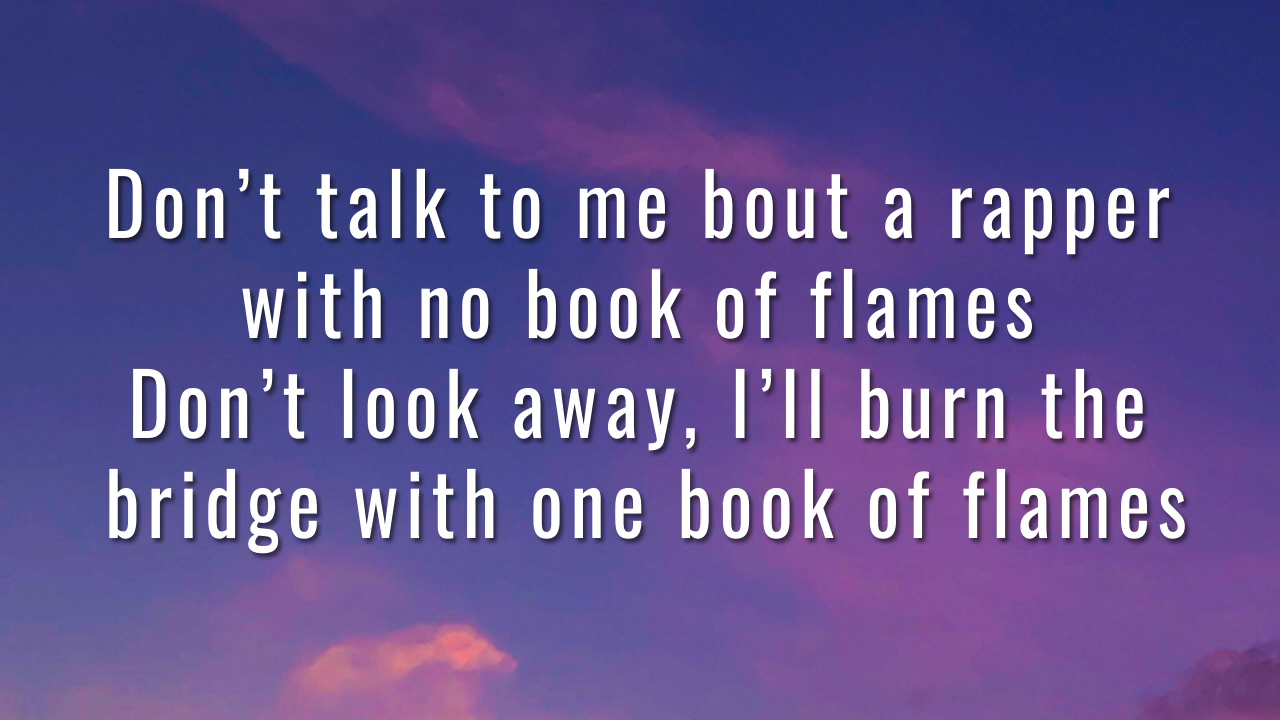 Don’t talk to me bout a rapper
with no book of flames
Don’t look away, I’ll burn the
bridge with one book of flames